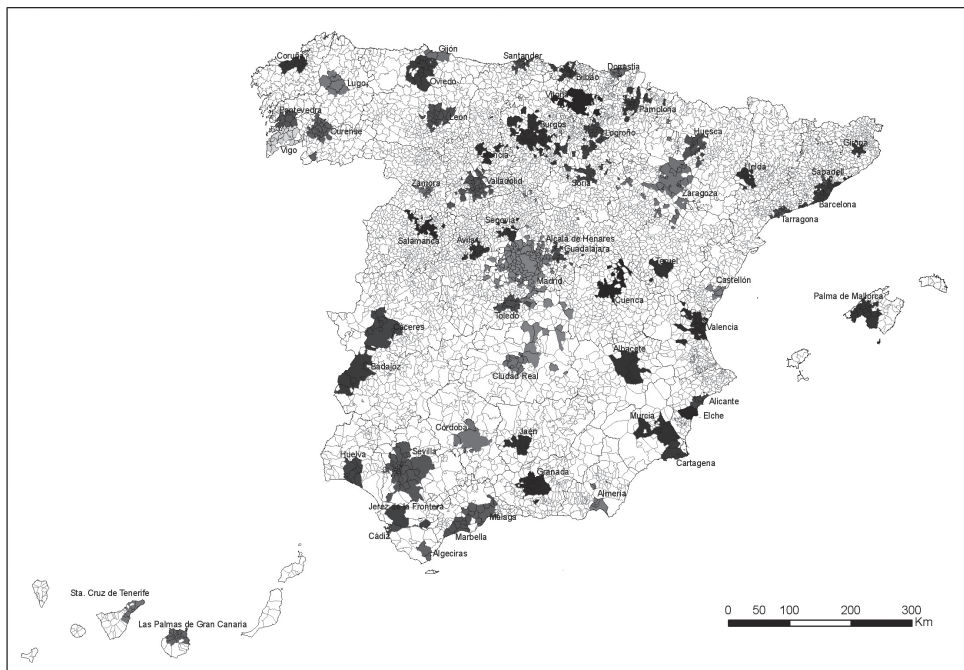 Gijón
Coruña
Santander
Donostia
Oviedo
Bilbao
Lugo
Vitoria
Pamplona
Pontevedra
León
Burgos
Logroño
Huesca
Ourense
Girona
Vigo
Palencia
Lleida
Sabadell
Zamora
Valladolid
Soria
Zaragoza
Barcelona
Tarragona
Segovia
Salamanca
Avila
Alcalá de Henares
Guadalajara
Teruel
Madrid
Castellón
Cuenca
Palma de Mallorca
Toledo
Cáceres
Valencia
Albacete
Badajoz
Ciudad Real
Alicante
Murcia
Elche
Córdoba
Jaén
Huelva
Sevilla
Cartagena
Granada
Almería
Jerez de la Frontera
Málaga
Cádiz
Marbella
Algeciras
Sta. Cruz de Tenerife
Las Palmas de Gran Canaria
0 50 100 200 300
Km